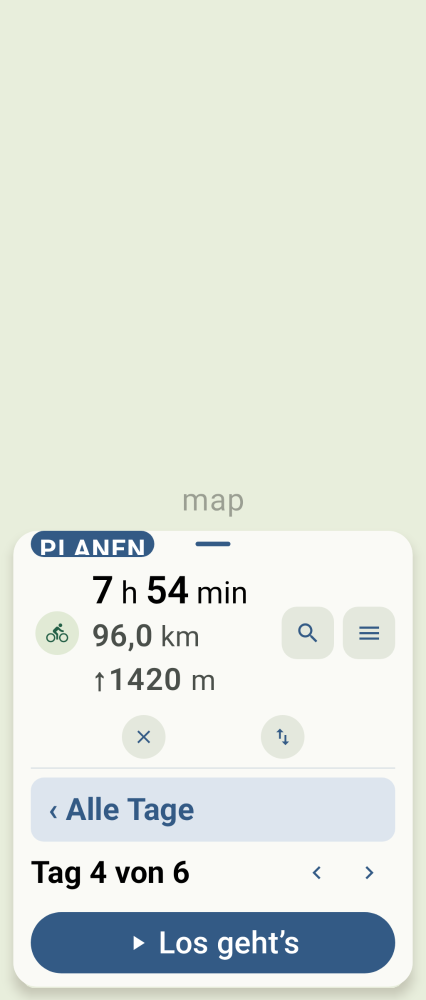 map
PLANEN
7 h 54 min
96,0 km
↑1420 m
‹ Alle Tage
Tag 4 von 6
Los geht’s